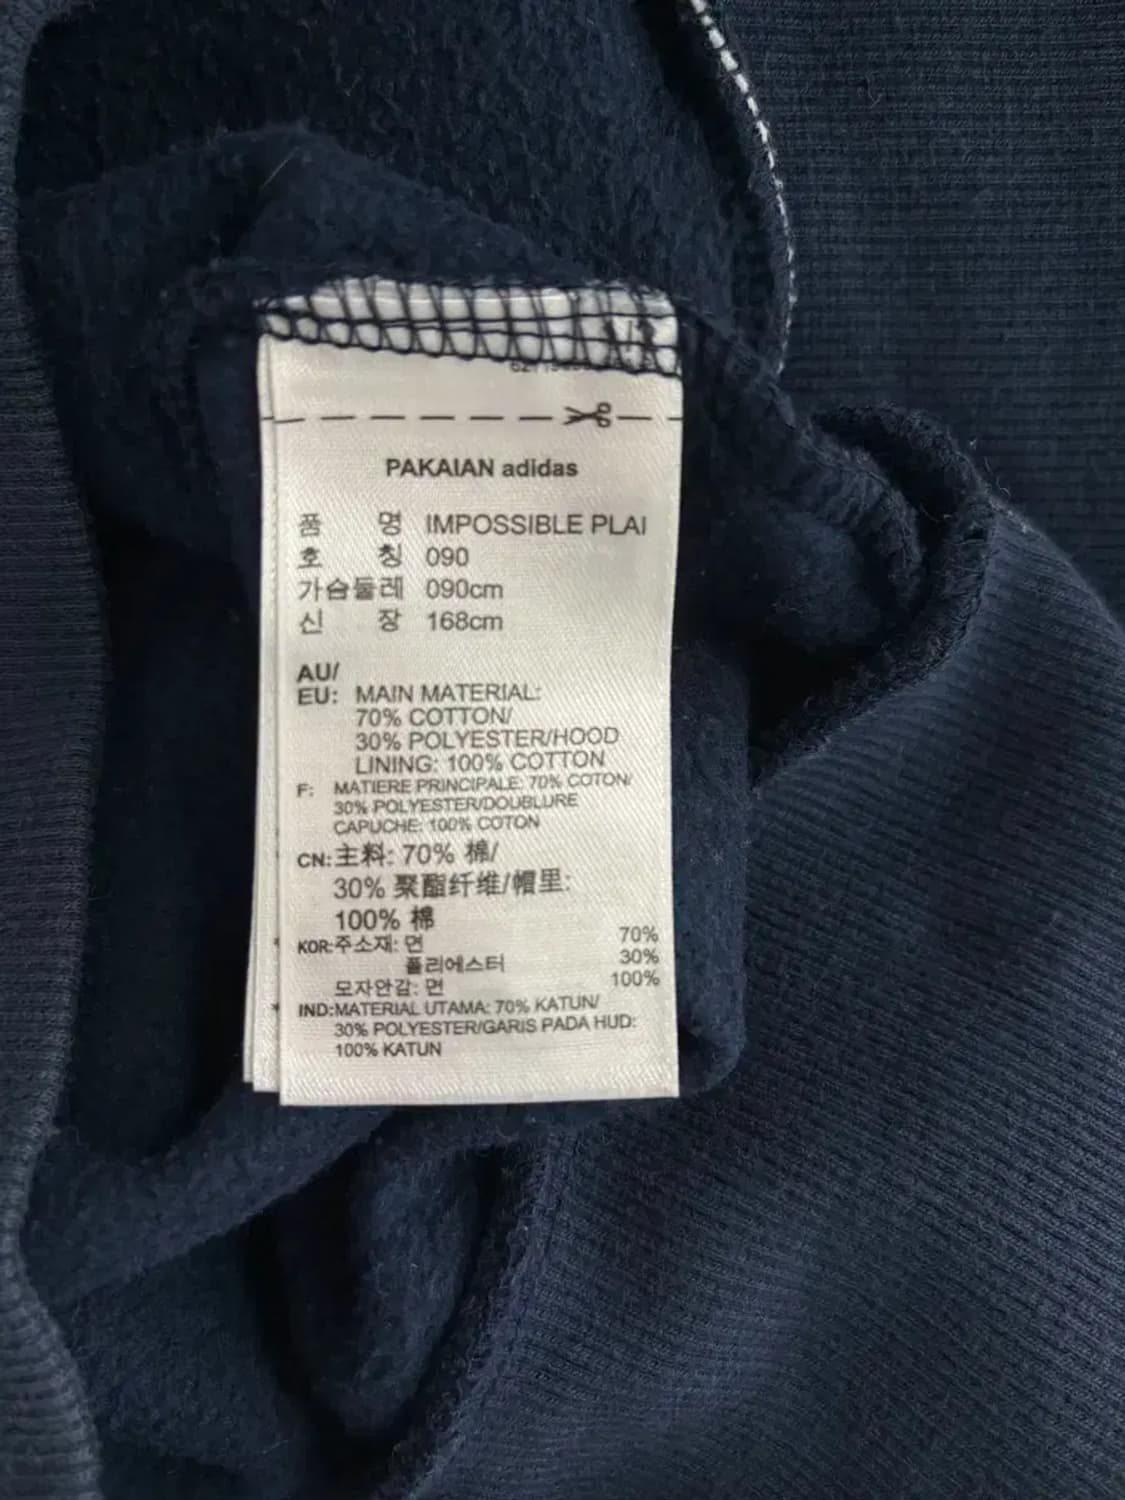 PAKAIAN adidas
품 명 IMPOSSIBLE PLAI
호 칭 090
가슴둘레 090cm
신 장 168cm
AU/
EU: MAIN MATERIAL:
70% COTTON/
30% POLYESTER/HOOD
LINING: 100% COTTON
F: MATIERE PRINCIPALE: 70% COTON/
30% POLYESTER/DOUBLURE
CAPUCHE: 100% COTON
CN: 主料: 70% 棉/
30% 聚酯纤维/帽里:
100% 棉
KOR: 주소재: 면 70%
폴리에스터 30%
모자안감: 면 100%
IND: MATERIAL UTAMA: 70% KATUN/
30% POLYESTER/GARIS PADA HUD:
100% KATUN